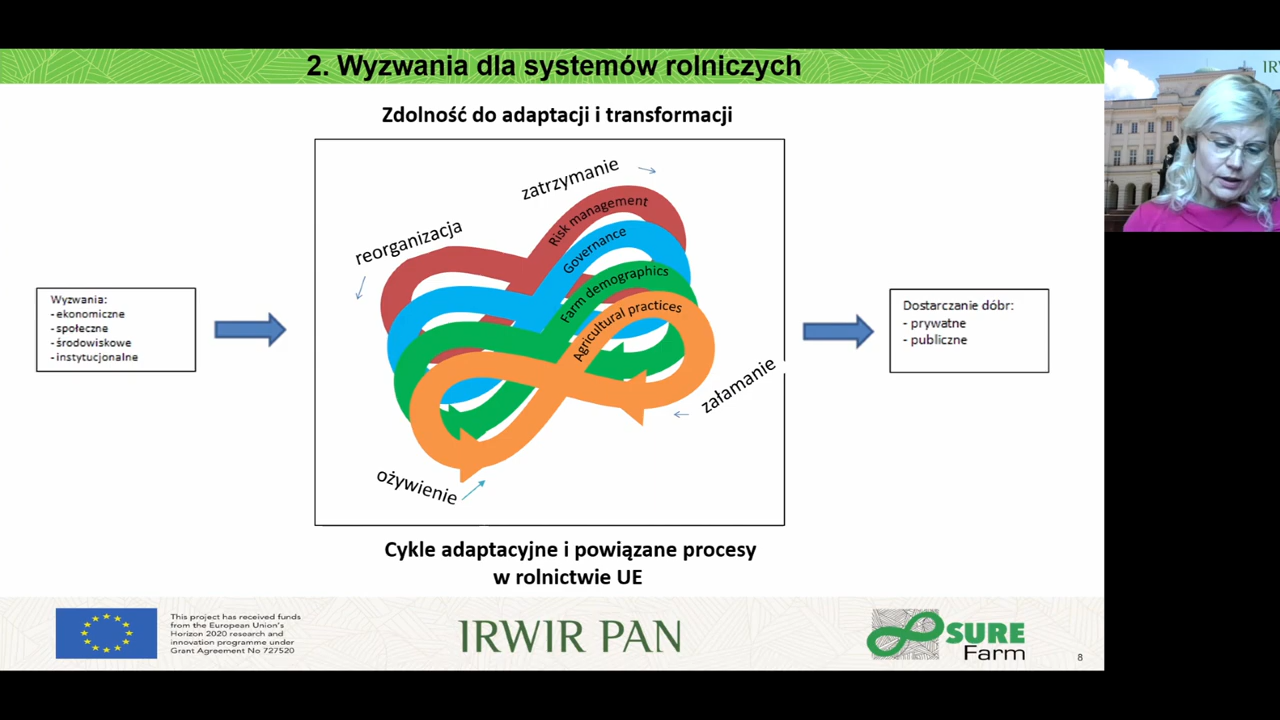 2. Wyzwania dla systemów rolniczych
IR
Zdolność do adaptacji i transformacji
zatrzymanie
reorganizacja
Risk management
Governance
Farm demographics
Agricultural practices
Wyzwania:
- ekonomiczne
- społeczne
- środowiskowe
- instytucjonalne
Dostarczanie dóbr:
- prywatne
- publiczne
załamanie
ożywienie
Cykle adaptacyjne i powiązane procesy
w rolnictwie UE
This project has received funds
from the European Union's
Horizon 2020 research and
innovation programme under
Grant Agreement No 727520
IRWIR PAN
SURE
Farm
8